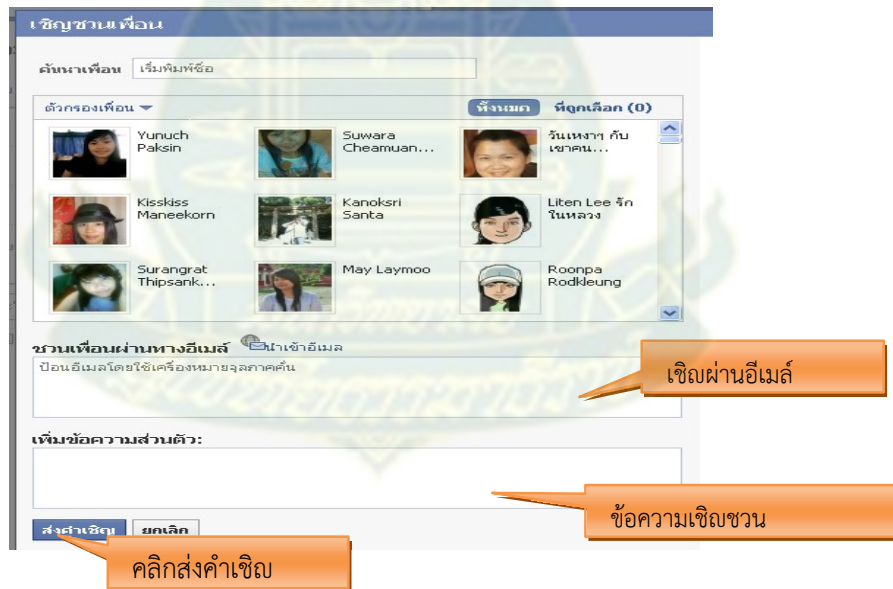 เชิญชวนเพื่อน
ค้นหาเพื่อน เริ่มพิมพ์ชื่อ
ตัวกรองเพื่อน ทั้งหมด ที่ถูกเลือก (0)
Yunuch Paksin
Suwara Cheamuan...
วันเหงาๆ กับ เขาคน...
Kisskiss Maneekorn
Kanoksri Santa
Liten Lee รัก ในหลวง
Surangrat Thipsank...
May Laymoo
Roonpa Rodkleung
ชวนเพื่อนผ่านทางอีเมล์ นำเข้าอีเมล
ป้อนอีเมลโดยใช้เครื่องหมายจุลภาคคั่น
เชิญผ่านอีเมล์
เพิ่มข้อความส่วนตัว:
ข้อความเชิญชวน
ส่งคำเชิญ ยกเลิก
คลิกส่งคำเชิญ